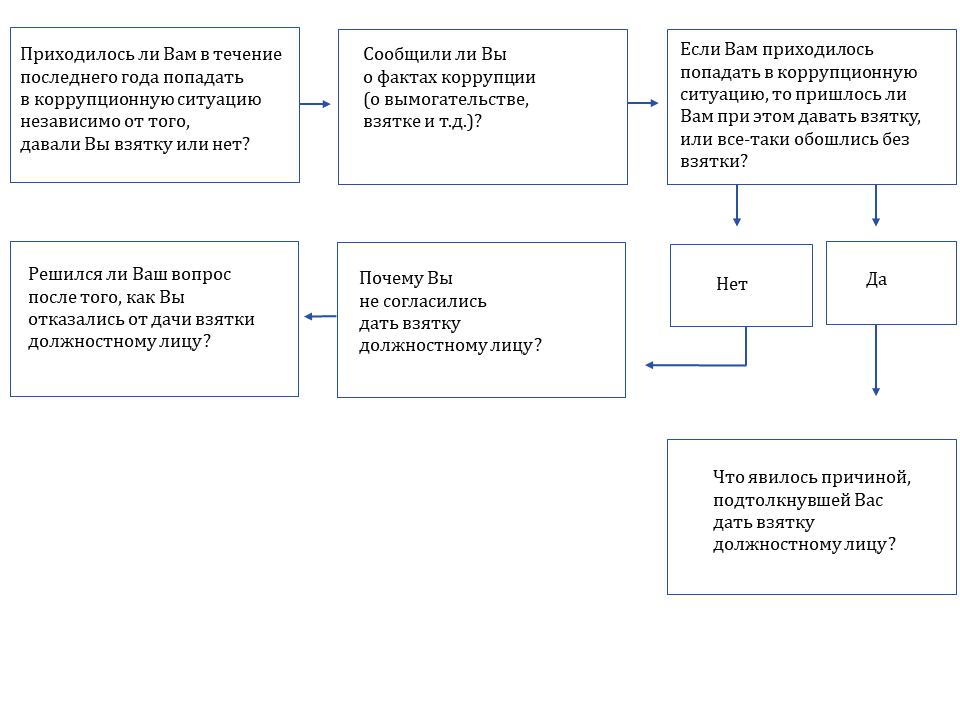 Приходилось ли Вам в течение
последнего года попадать
в коррупционную ситуацию
независимо от того,
давали Вы взятку или нет?
Сообщили ли Вы
о фактах коррупции
(о вымогательстве,
взятке и т.д.)?
Если Вам приходилось
попадать в коррупционную
ситуацию, то пришлось ли
Вам при этом давать взятку,
или все-таки обошлись без
взятки?
Нет
Да
Почему Вы
не согласились
дать взятку
должностному лицу?
Решился ли Ваш вопрос
после того, как Вы
отказались от дачи взятки
должностному лицу?
Что явилось причиной,
подтолкнувшей Вас
дать взятку
должностному лицу?